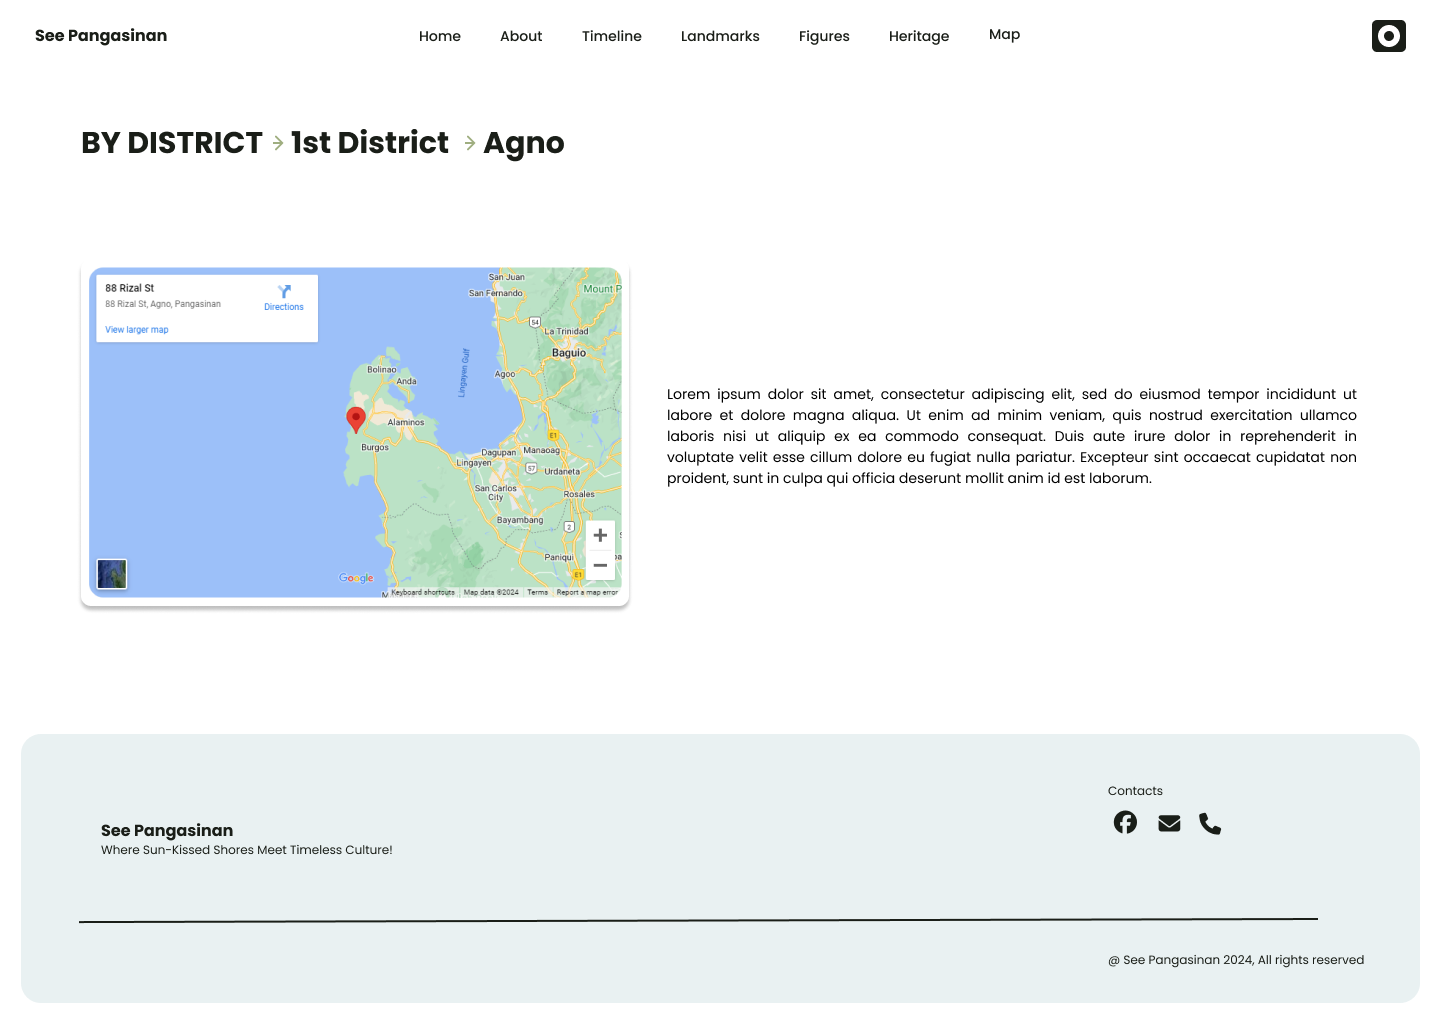 See Pangasinan
Home About Timeline Landmarks Figures Heritage Map
BY DISTRICT → 1st District → Agno
88 Rizal St
88 Rizal St, Agno, Pangasinan
Directions
View larger map
San Juan
San Fernando
Mount P
54
La Trinidad
Baguio
Lingayen Gulf
Bolinao
Anda
Agoo
Alaminos
Burgos
E1
Dagupan Manaoag
Lingayen
57
Urdaneta
San Carlos
City
Rosales
Bayambang
2
Paniqui
E1
Google
Keyboard shortcuts Map data ©2024 Terms Report a map error
Lorem ipsum dolor sit amet, consectetur adipiscing elit, sed do eiusmod tempor incididunt ut
labore et dolore magna aliqua. Ut enim ad minim veniam, quis nostrud exercitation ullamco
laboris nisi ut aliquip ex ea commodo consequat. Duis aute irure dolor in reprehenderit in
voluptate velit esse cillum dolore eu fugiat nulla pariatur. Excepteur sint occaecat cupidatat non
proident, sunt in culpa qui officia deserunt mollit anim id est laborum.
See Pangasinan
Where Sun-Kissed Shores Meet Timeless Culture!
Contacts
@ See Pangasinan 2024, All rights reserved